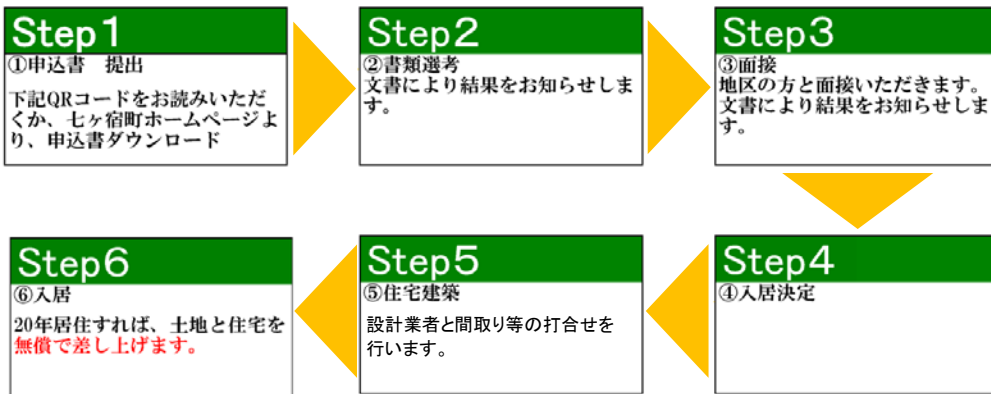 Step1
①申込書　提出
下記QRコードをお読みいただ
くか、七ヶ宿町ホームページよ
り、申込書ダウンロード
Step2
②書類選考
文書により結果をお知らせしま
す。
Step3
③面接
地区の方と面接いただきます。
文書により結果をお知らせしま
す。
Step4
④入居決定
Step5
⑤住宅建築
設計業者と間取り等の打合せを
行います。
Step6
⑥入居
20年居住すれば、土地と住宅を
無償で差し上げます。